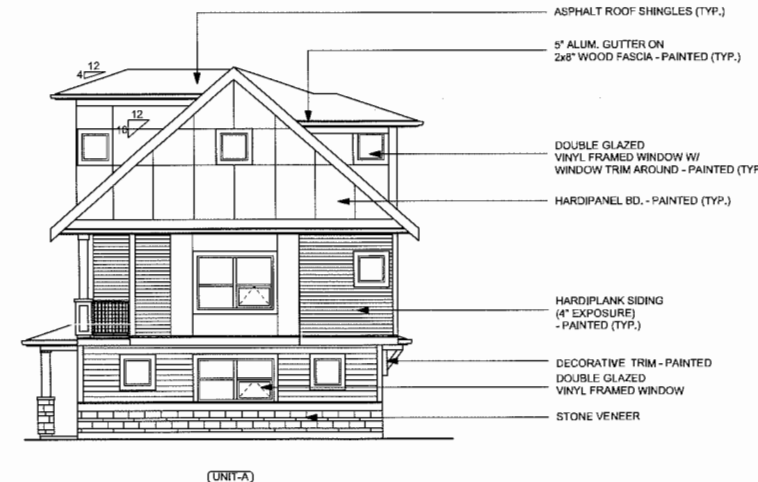 ASPHALT ROOF SHINGLES (TYP.)
5" ALUM. GUTTER ON
2x8" WOOD FASCIA - PAINTED (TYP.)
12
4
12
10
DOUBLE GLAZED
VINYL FRAMED WINDOW W/
WINDOW TRIM AROUND - PAINTED (TYP
HARDIPANEL BD. - PAINTED (TYP.)
HARDIPLANK SIDING
(4" EXPOSURE)
- PAINTED (TYP.)
DECORATIVE TRIM - PAINTED
DOUBLE GLAZED
VINYL FRAMED WINDOW
STONE VENEER
UNIT-A